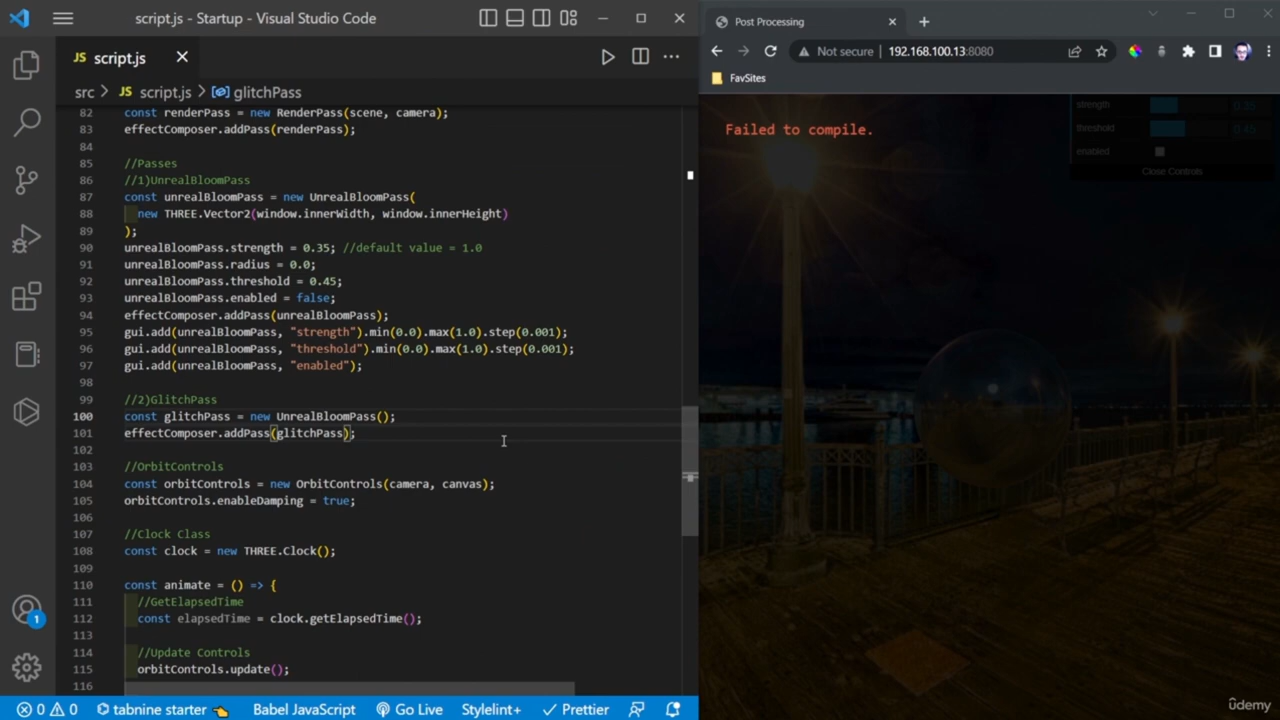 script.js - Startup - Visual Studio Code
JS script.js
src > JS script.js > glitchPass
82 const renderPass = new RenderPass(scene, camera);
83 effectComposer.addPass(renderPass);
84
85 //Passes
86 //1)UnrealBloomPass
87 const unrealBloomPass = new UnrealBloomPass(
88 new THREE.Vector2(window.innerWidth, window.innerHeight)
89 );
90 unrealBloomPass.strength = 0.35; //default value = 1.0
91 unrealBloomPass.radius = 0.0;
92 unrealBloomPass.threshold = 0.45;
93 unrealBloomPass.enabled = false;
94 effectComposer.addPass(unrealBloomPass);
95 gui.add(unrealBloomPass, "strength").min(0.0).max(1.0).step(0.001);
96 gui.add(unrealBloomPass, "threshold").min(0.0).max(1.0).step(0.001);
97 gui.add(unrealBloomPass, "enabled");
98
99 //2)GlitchPass
100 const glitchPass = new UnrealBloomPass();
101 effectComposer.addPass(glitchPass);
102
103 //OrbitControls
104 const orbitControls = new OrbitControls(camera, canvas);
105 orbitControls.enableDamping = true;
106
107 //Clock Class
108 const clock = new THREE.Clock();
109
110 const animate = () => {
111 //GetElapsedTime
112 const elapsedTime = clock.getElapsedTime();
113
114 //Update Controls
115 orbitControls.update();
116
1
0 0 tabnine starter Babel JavaScript Go Live Stylelint+ Prettier
Post Processing
Not secure 192.168.100.13:8080
FavSites
Failed to compile.
strength 0.35
threshold 0.45
enabled
Close Controls
ûdemy